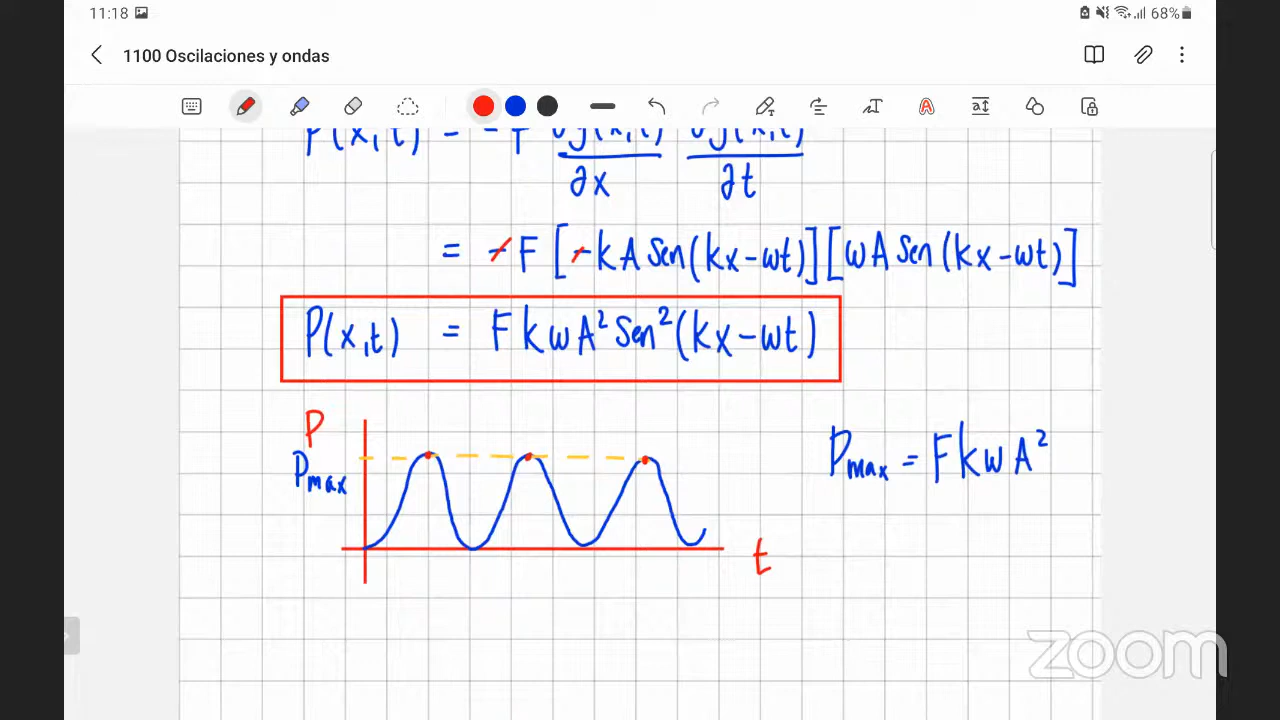 11:18 68%
1100 Oscilaciones y ondas
P(x,t) = -F ∂y(x,t)/∂x ∂y(x,t)/∂t
= -F [-kA Sen(kx-wt)][wA Sen(kx-wt)]
P(x,t) = FkwA² Sen²(kx-wt)
P
Pmax
Pmax = FkwA²
t
zoom